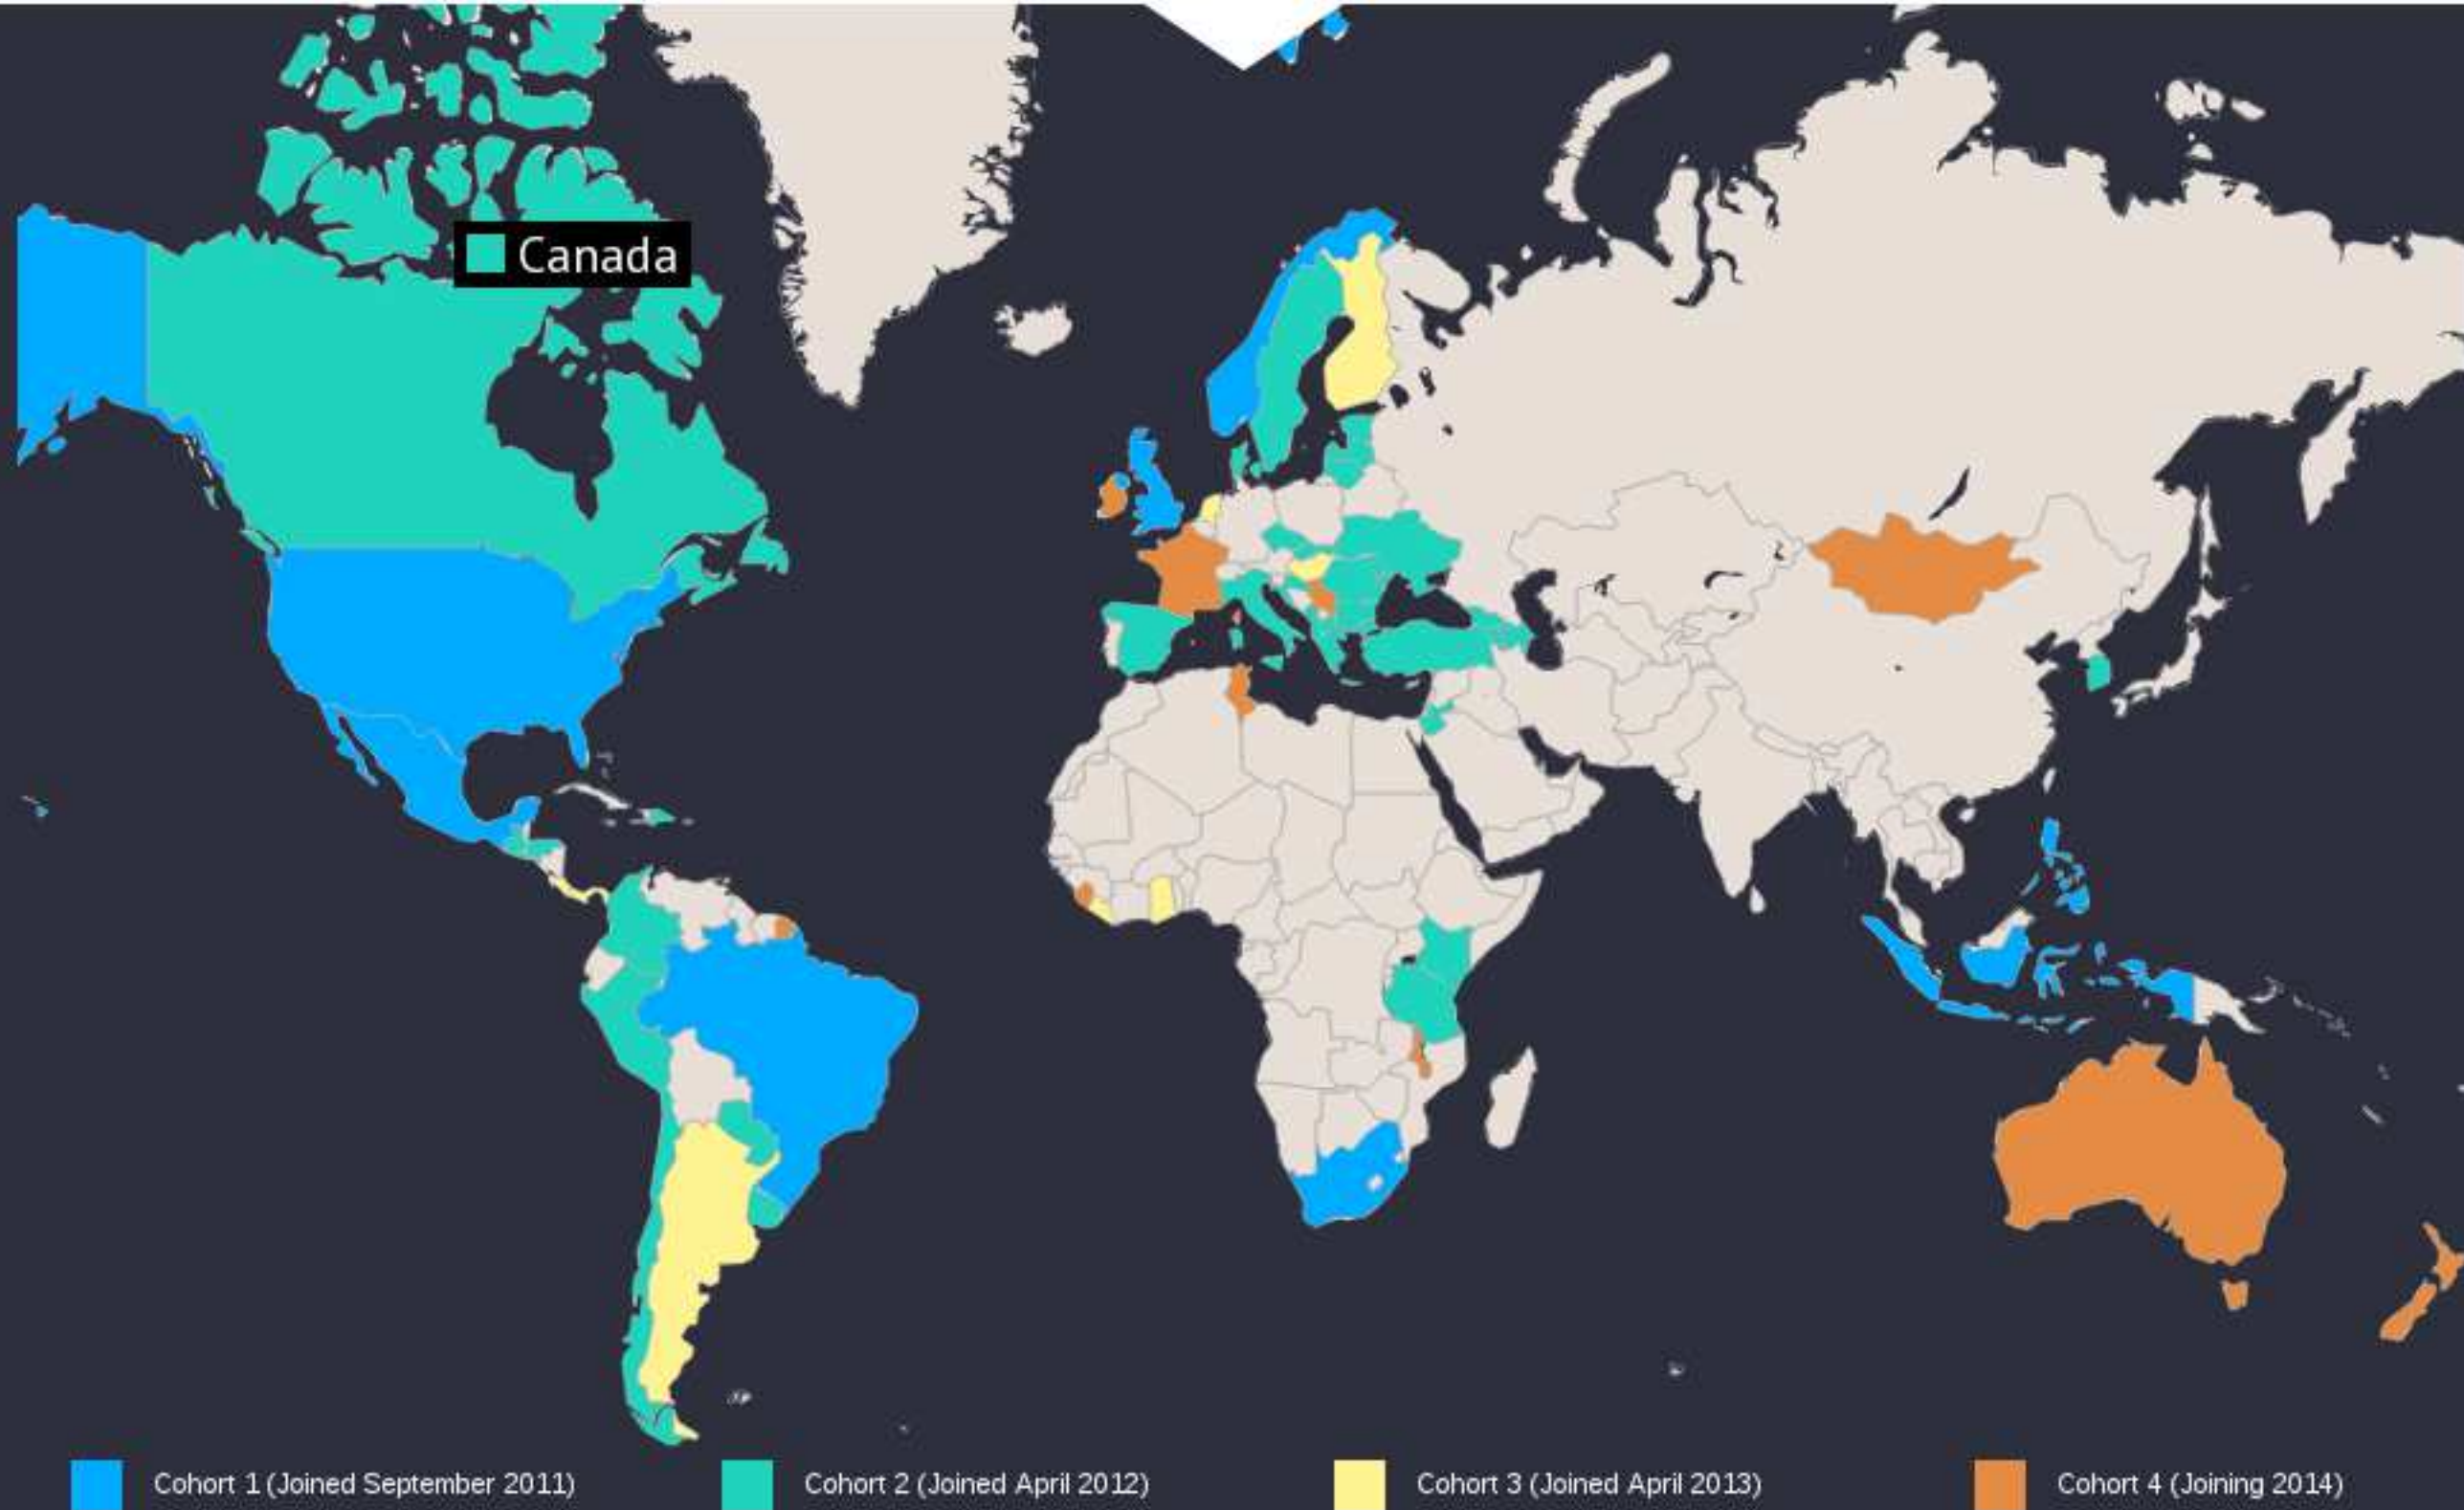 Canada
Cohort 1 (Joined September 2011)
Cohort 2 (Joined April 2012)
Cohort 3 (Joined April 2013)
Cohort 4 (Joining 2014)